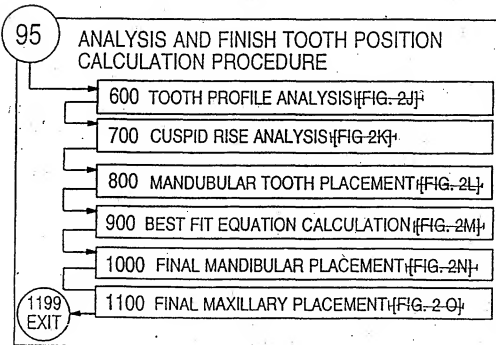 95
ANALYSIS AND FINISH TOOTH POSITION
CALCULATION PROCEDURE
600 TOOTH PROFILE ANALYSIS [FIG. 2J]
700 CUSPID RISE ANALYSIS [FIG 2K]
800 MANDUBULAR TOOTH PLACEMENT [FIG. 2L]
900 BEST FIT EQUATION CALCULATION [FIG. 2M]
1000 FINAL MANDIBULAR PLACEMENT [FIG. 2N]
1100 FINAL MAXILLARY PLACEMENT [FIG. 2 O]
1199
EXIT